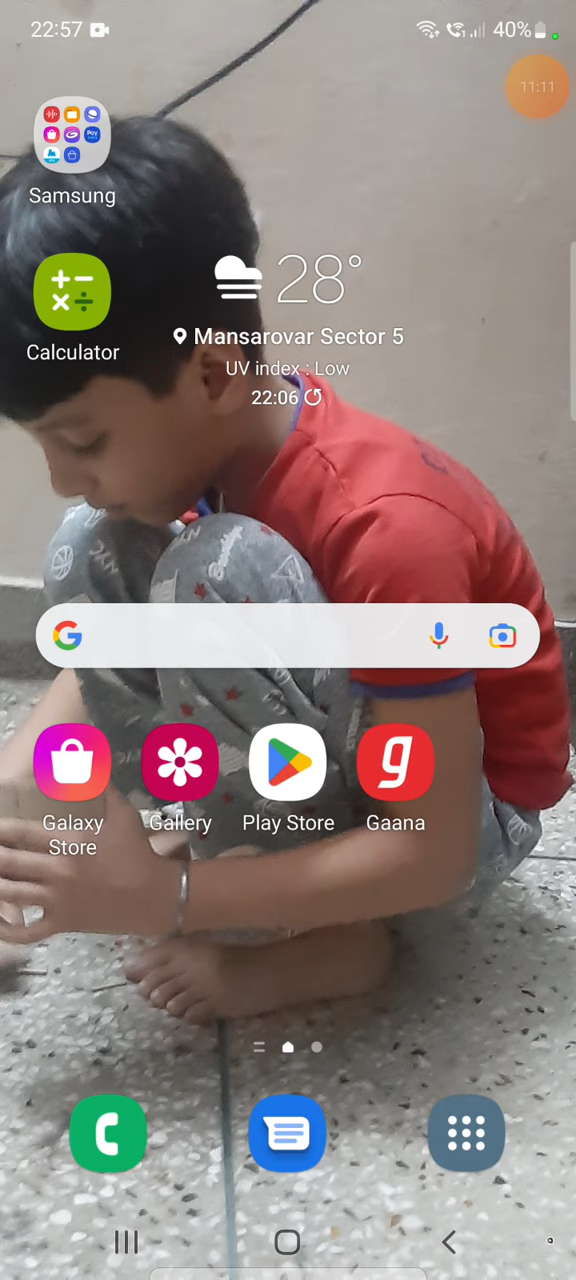 22:57
40%
11:11
Samsung
Calculator
28°
Mansarovar Sector 5
UV index : Low
22:06
Galaxy
Store
Gallery
Play Store
Gaana